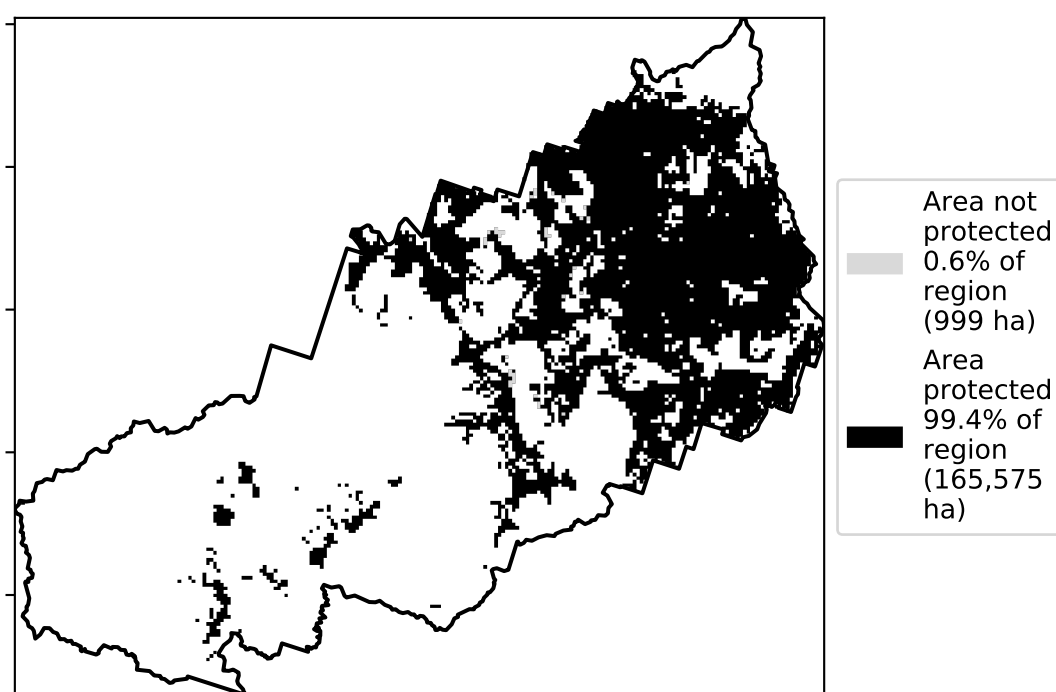 Area not
protected
0.6% of
region
(999 ha)
Area
protected
99.4% of
region
(165,575
ha)